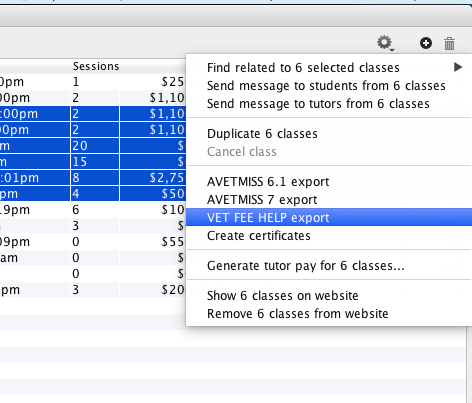 Sessions
0pm 1 $25
:00pm 2 $1,10
:00pm 2 $1,10
00pm 2 $1,10
m 20 $
m 15 $
:01pm 8 $2,75
pm 4 $50
19pm 6 $10
3 $
09pm 0 $55
am 0 $
0 $
pm 3 $20
Find related to 6 selected classes
Send message to students from 6 classes
Send message to tutors from 6 classes
Duplicate 6 classes
Cancel class
AVETMISS 6.1 export
AVETMISS 7 export
VET FEE HELP export
Create certificates
Generate tutor pay for 6 classes...
Show 6 classes on website
Remove 6 classes from website